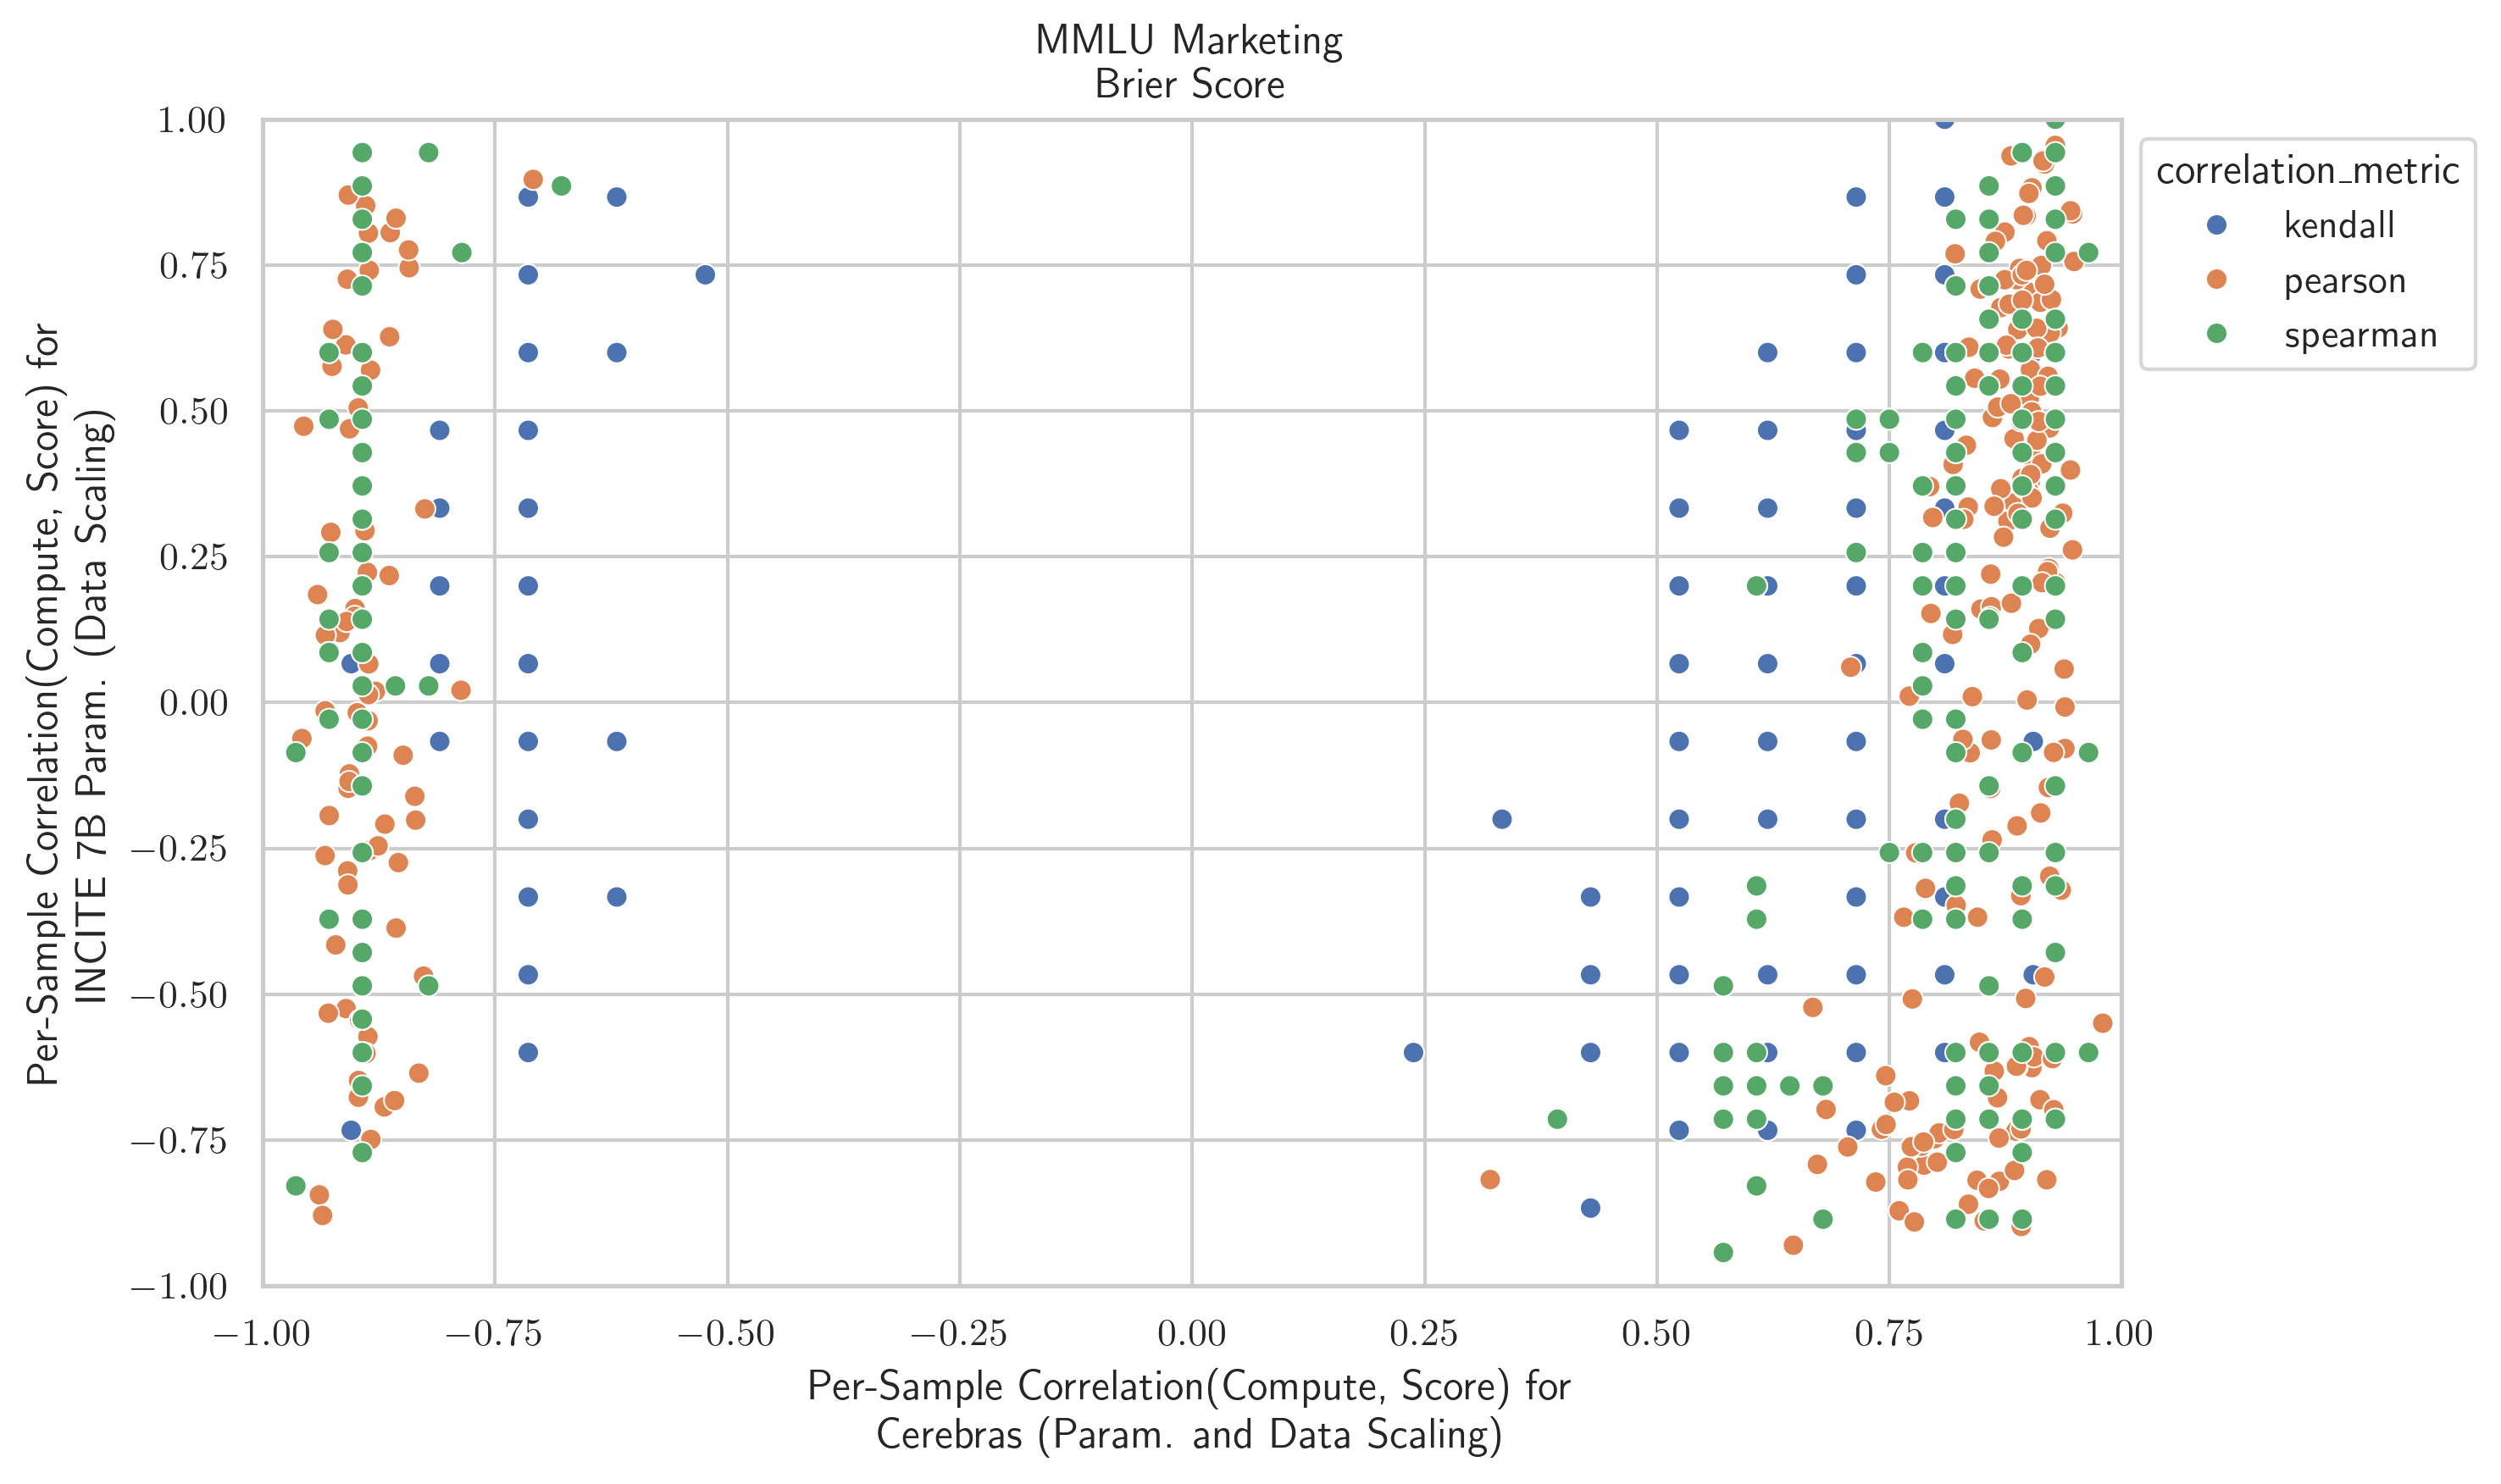 MMLU Marketing
Brier Score
Per-Sample Correlation(Compute, Score) for
INCITE 7B Param. (Data Scaling)
1.00
0.75
0.50
0.25
0.00
−0.25
−0.50
−0.75
−1.00
−1.00 −0.75 −0.50 −0.25 0.00 0.25 0.50 0.75 1.00
Per-Sample Correlation(Compute, Score) for
Cerebras (Param. and Data Scaling)
correlation_metric
kendall
pearson
spearman